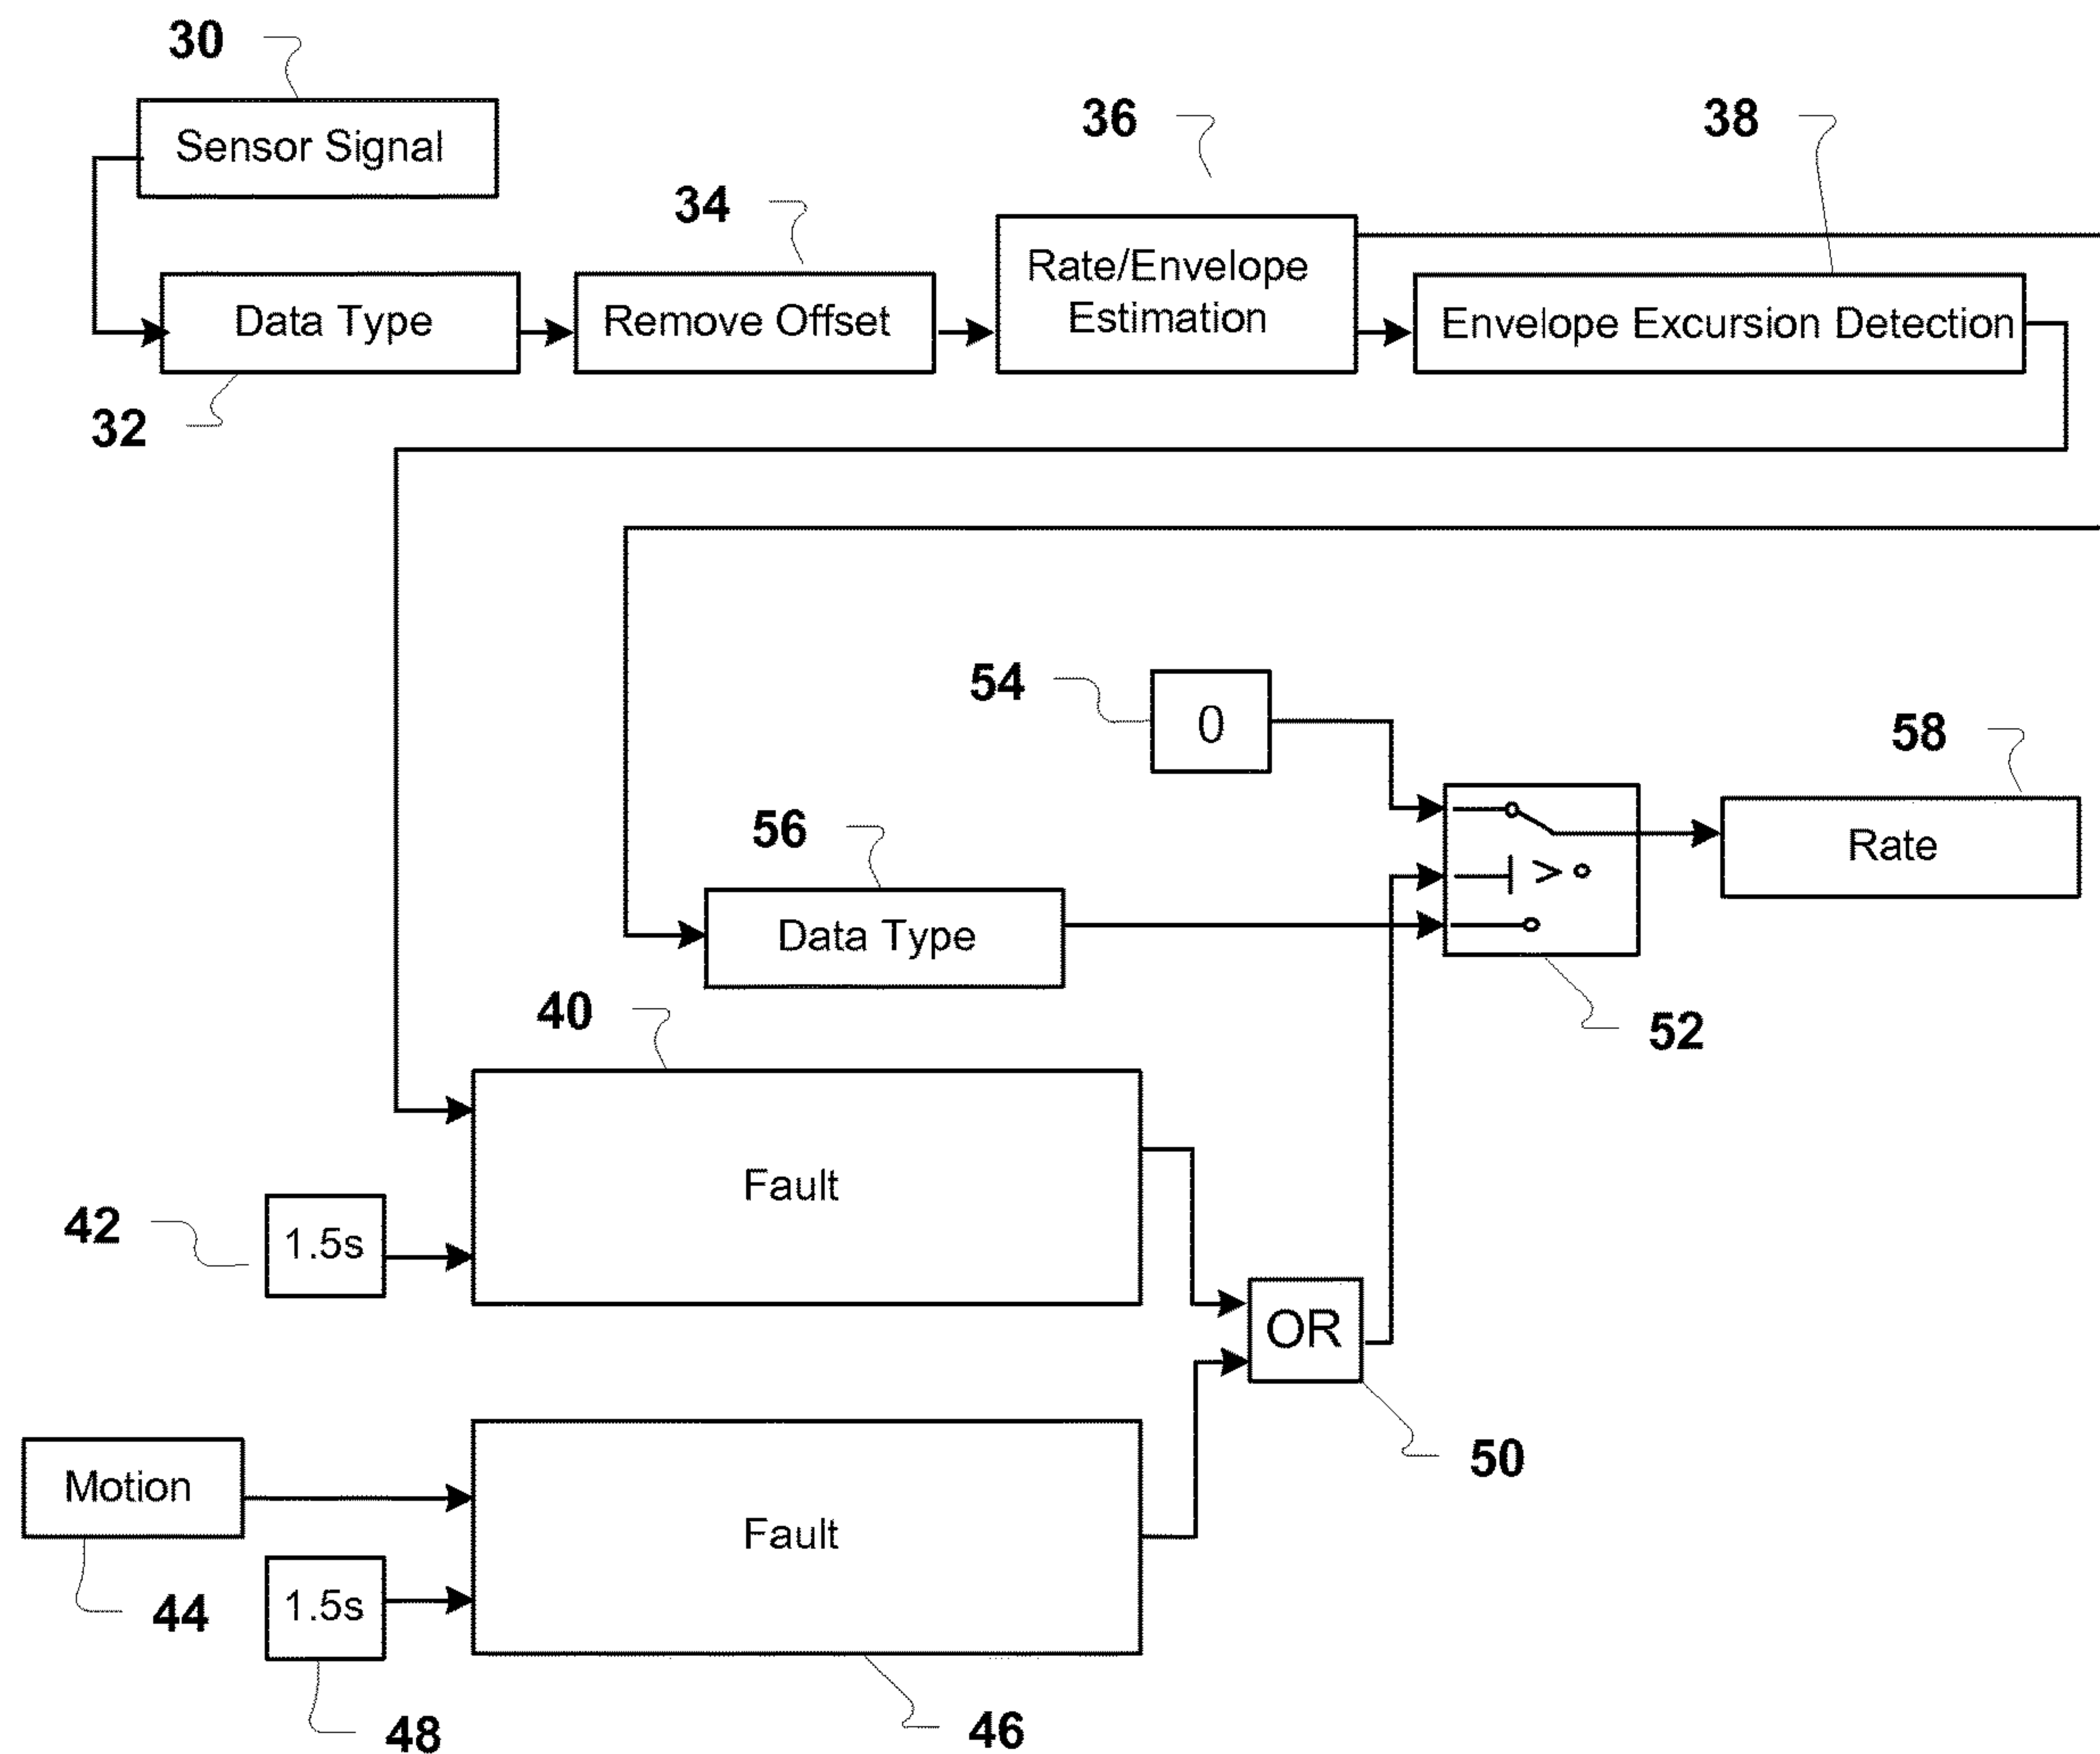 30
Sensor Signal
36
38
34
Rate/Envelope
Estimation
Data Type
Remove Offset
Envelope Excursion Detection
32
54
0
58
56
Rate
> o
Data Type
40
52
Fault
42
1.5s
OR
Motion
50
Fault
44
1.5s
48
46